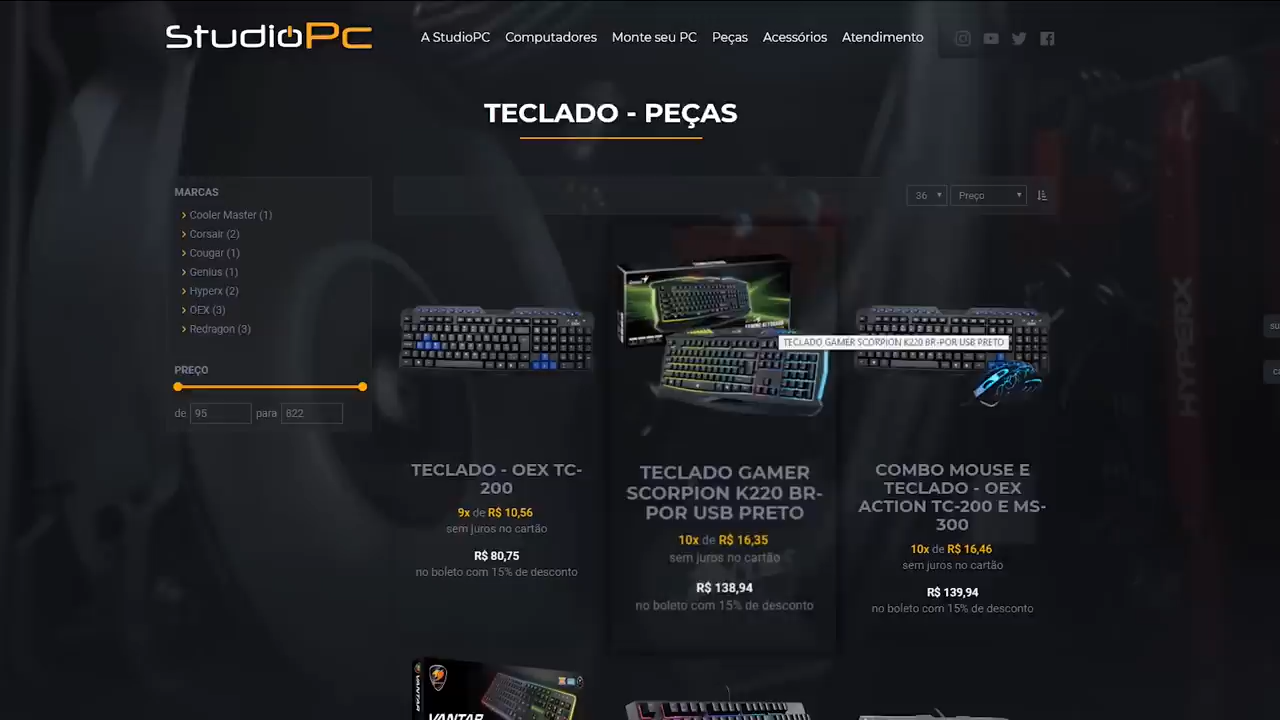 StudioPc
A StudioPC Computadores Monte seu PC Peças Acessórios Atendimento
TECLADO - PEÇAS
MARCAS
Cooler Master (1)
Corsair (2)
Cougar (1)
Genius (1)
Hyperx (2)
OEX (3)
Redragon (3)
PREÇO
de 95 para 822
36 Preço
TECLADO GAMER SCORPION K220 BR-POR USB PRETO
TECLADO - OEX TC-
200
9x de R$ 10,56
sem juros no cartão
R$ 80,75
no boleto com 15% de desconto
TECLADO GAMER
SCORPION K220 BR-
POR USB PRETO
10x de R$ 16,35
sem juros no cartão
R$ 138,94
no boleto com 15% de desconto
COMBO MOUSE E
TECLADO - OEX
ACTION TC-200 E MS-
300
10x de R$ 16,46
sem juros no cartão
R$ 139,94
no boleto com 15% de desconto
HYPERX
VANTAR
VANTAR